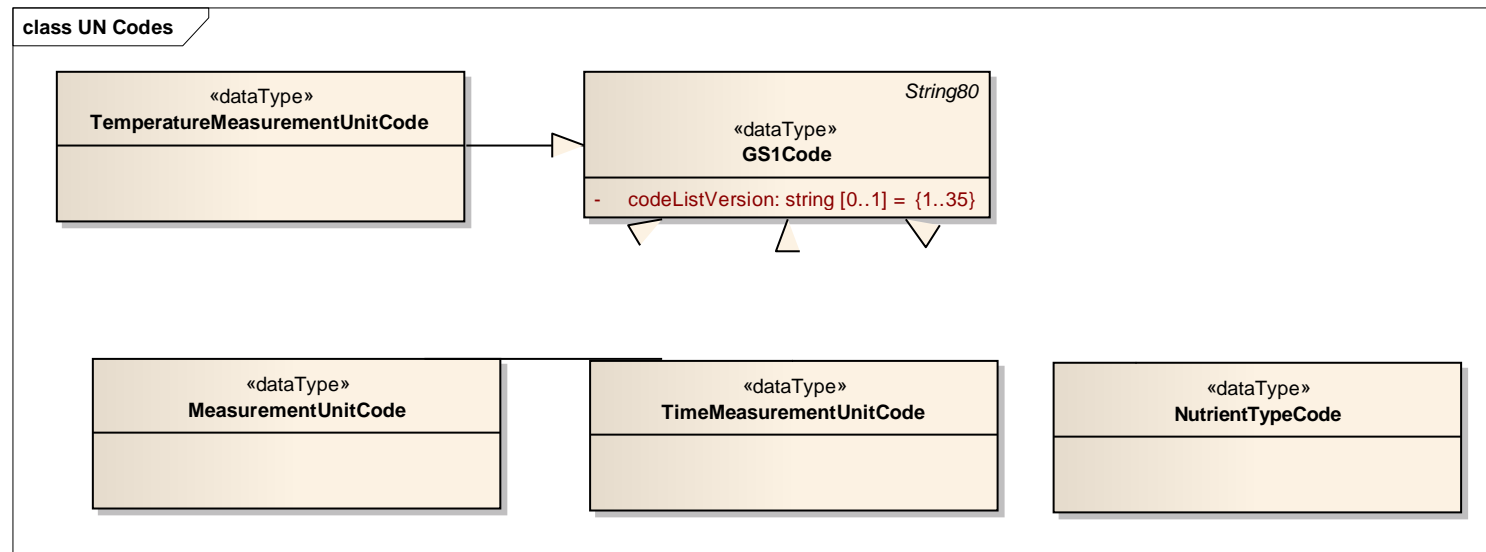 class UN Codes
«dataType»
TemperatureMeasurementUnitCode
String80
«dataType»
GS1Code
- codeListVersion: string [0..1] = {1..35}
«dataType»
MeasurementUnitCode
«dataType»
TimeMeasurementUnitCode
«dataType»
NutrientTypeCode